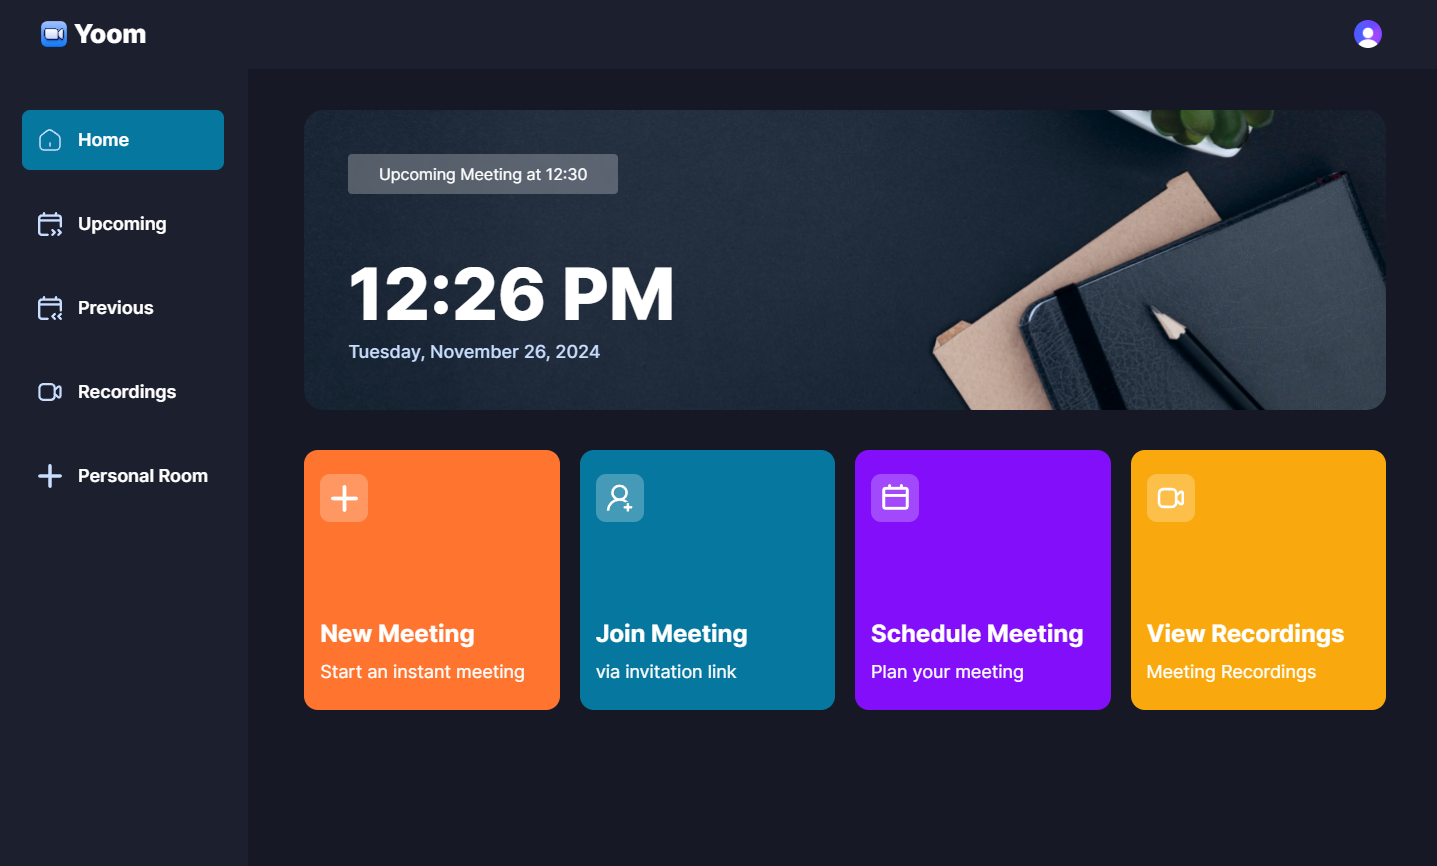 Yoom
Home
Upcoming
Previous
Recordings
Personal Room
Upcoming Meeting at 12:30
12:26 PM
Tuesday, November 26, 2024
New Meeting
Start an instant meeting
Join Meeting
via invitation link
Schedule Meeting
Plan your meeting
View Recordings
Meeting Recordings